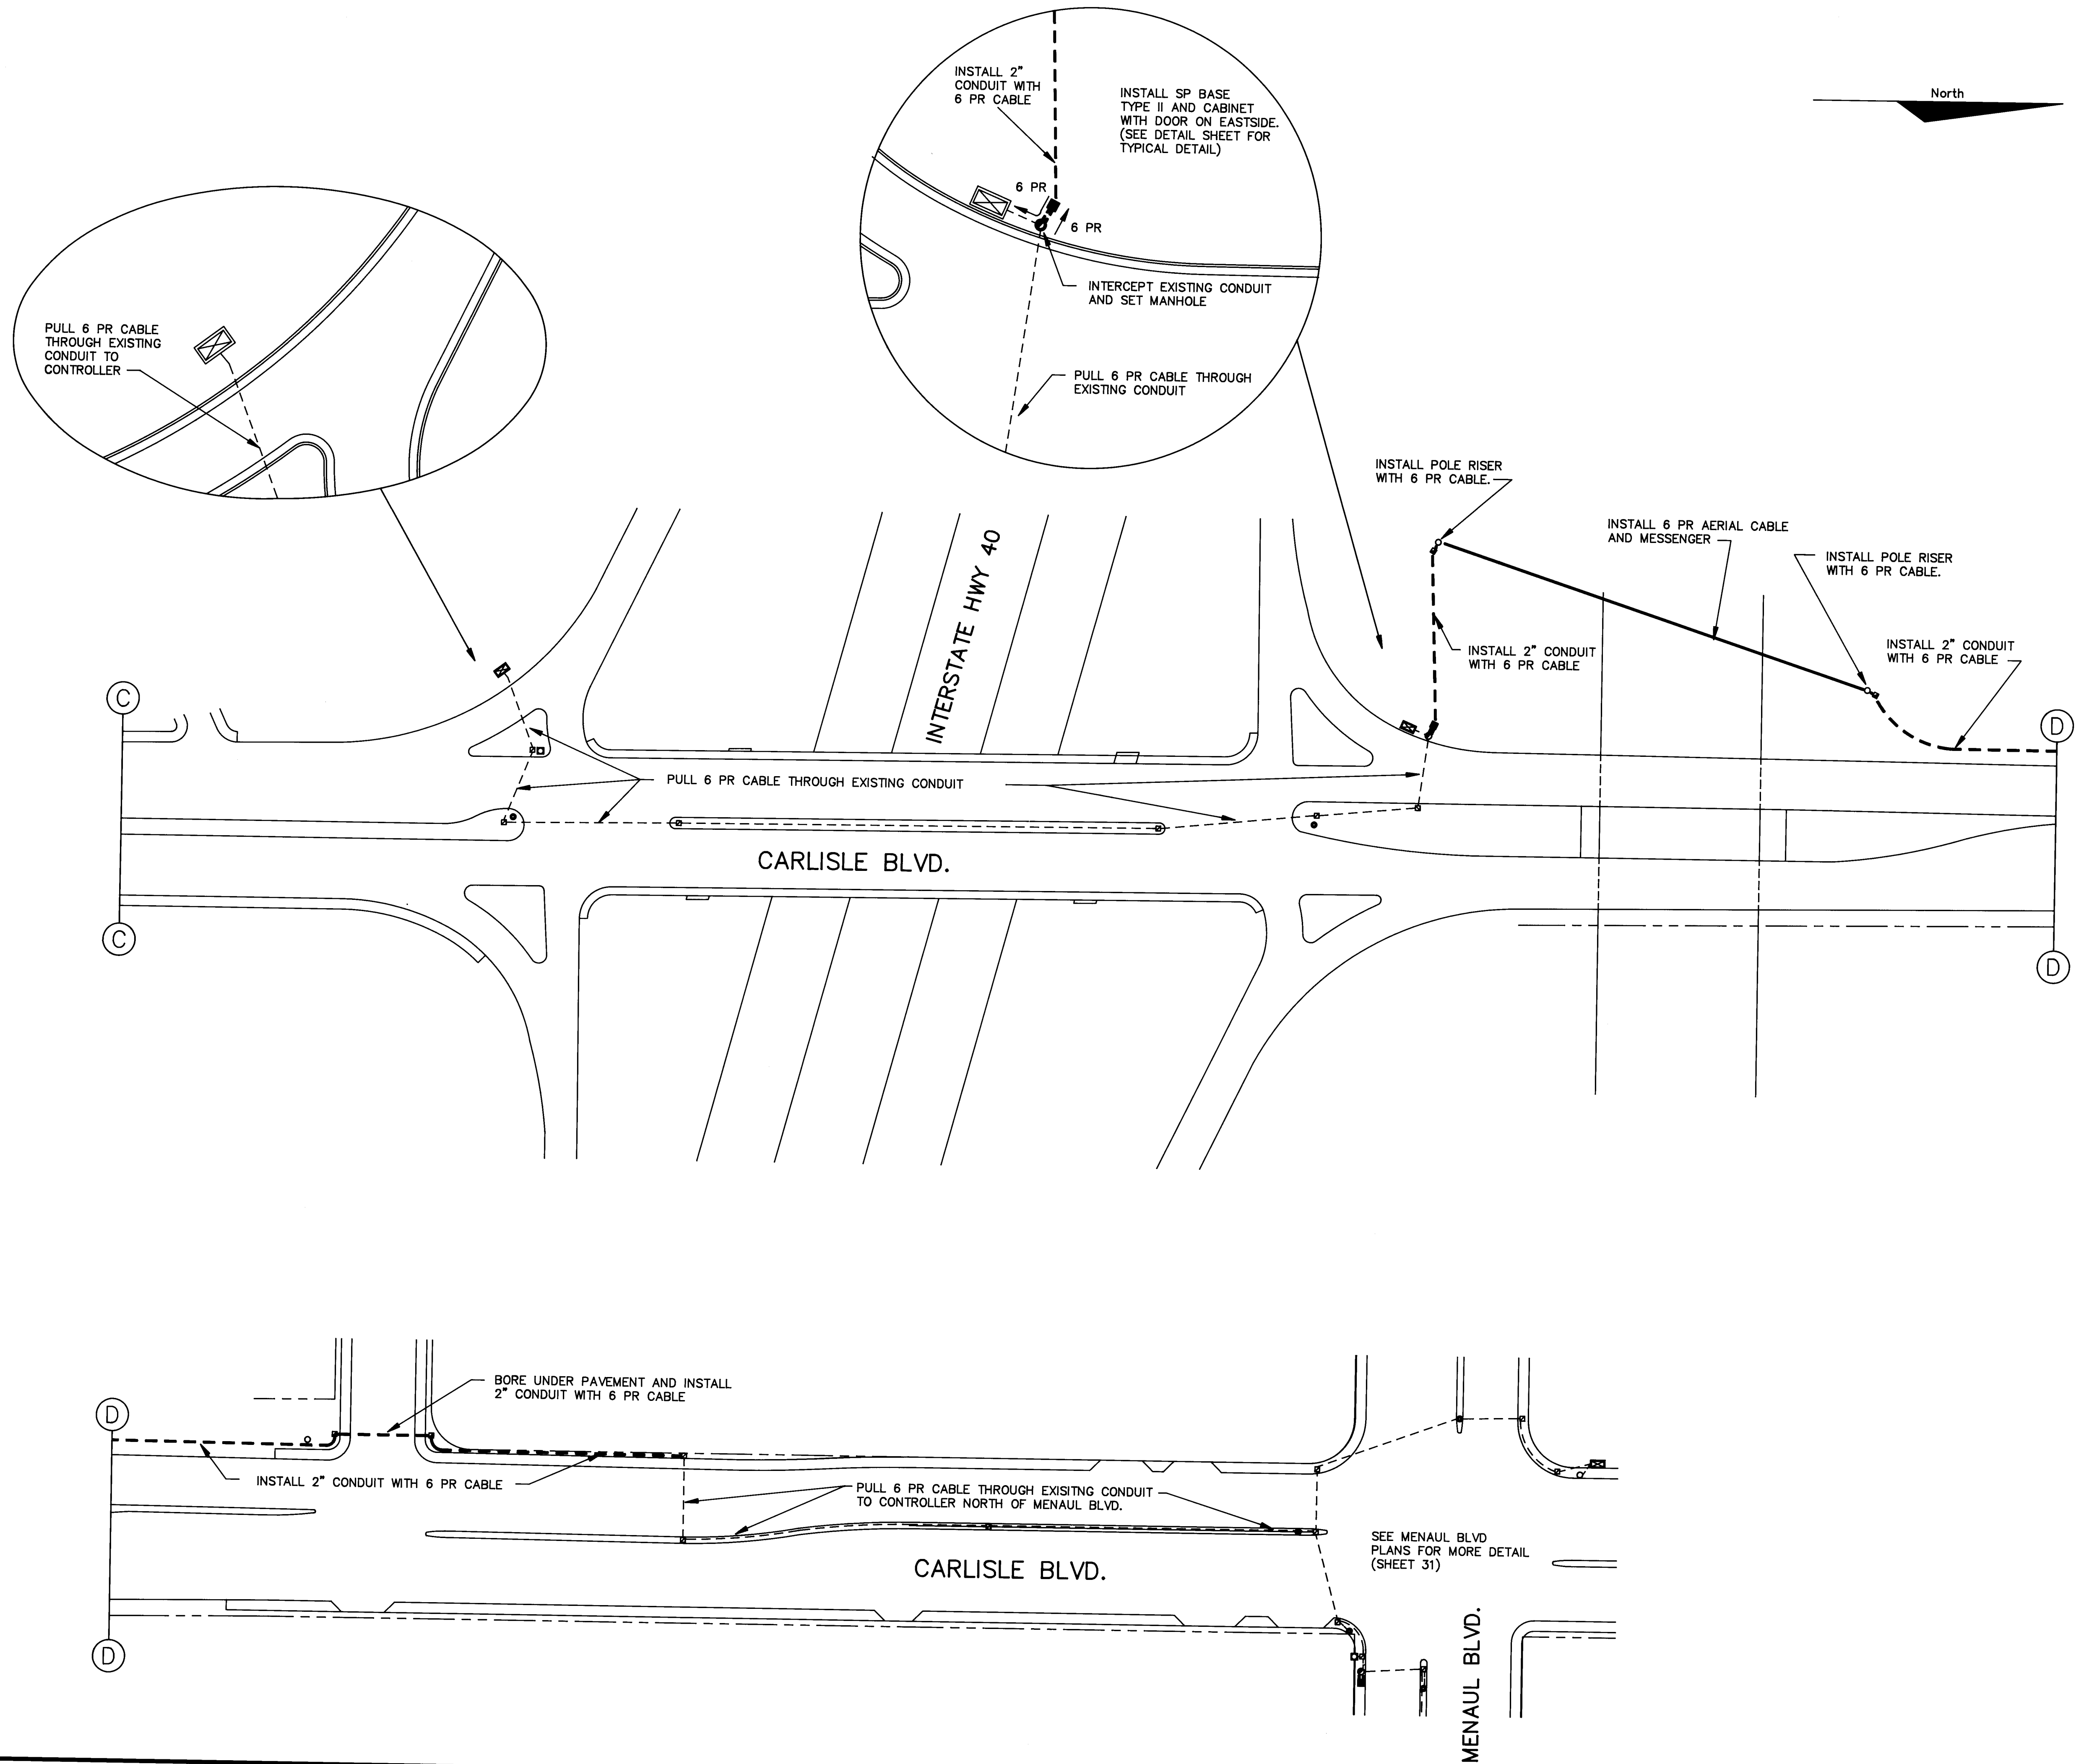 INSTALL 2"
CONDUIT WITH
6 PR CABLE
INSTALL SP BASE
TYPE II AND CABINET
WITH DOOR ON EASTSIDE.
(SEE DETAIL SHEET FOR
TYPICAL DETAIL)
North
6 PR
6 PR
INTERCEPT EXISTING CONDUIT
AND SET MANHOLE
PULL 6 PR CABLE THROUGH
EXISTING CONDUIT
PULL 6 PR CABLE
THROUGH EXISTING
CONDUIT TO
CONTROLLER
INSTALL POLE RISER
WITH 6 PR CABLE.
INSTALL 6 PR AERIAL CABLE
AND MESSENGER
INSTALL POLE RISER
WITH 6 PR CABLE.
INSTALL 2" CONDUIT
WITH 6 PR CABLE
INSTALL 2" CONDUIT
WITH 6 PR CABLE
INTERSTATE HWY 40
C
D
PULL 6 PR CABLE THROUGH EXISTING CONDUIT
CARLISLE BLVD.
C
D
BORE UNDER PAVEMENT AND INSTALL
2" CONDUIT WITH 6 PR CABLE
D
INSTALL 2" CONDUIT WITH 6 PR CABLE
PULL 6 PR CABLE THROUGH EXISITNG CONDUIT
TO CONTROLLER NORTH OF MENAUL BLVD.
SEE MENAUL BLVD
PLANS FOR MORE DETAIL
(SHEET 31)
CARLISLE BLVD.
D
MENAUL BLVD.